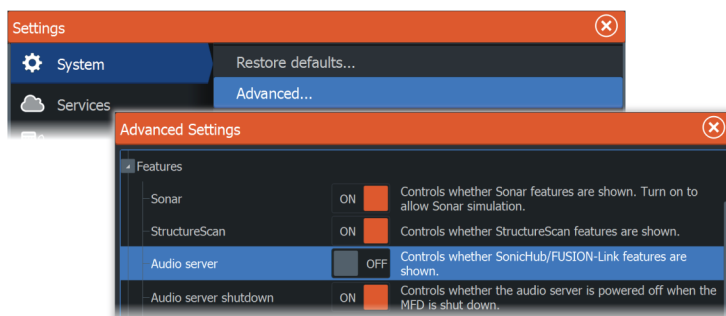 Settings
System
Restore defaults...
Services
Advanced...
Advanced Settings
Features
Sonar
ON
Controls whether Sonar features are shown. Turn on to
allow Sonar simulation.
StructureScan
ON
Controls whether StructureScan features are shown.
Audio server
OFF
Controls whether SonicHub/FUSION-Link features are
shown.
Audio server shutdown
ON
Controls whether the audio server is powered off when the
MFD is shut down.